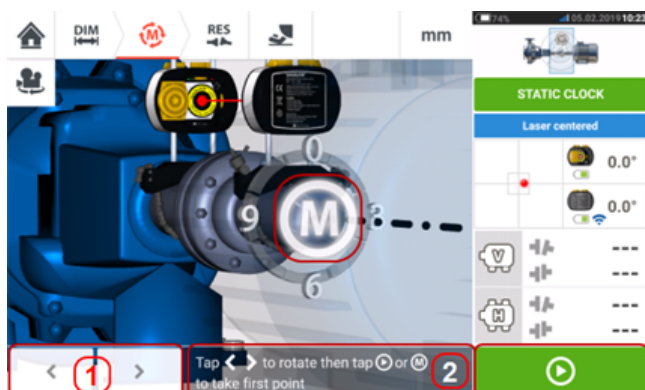 DIM
RES
mm
74%
05.02.2019 10:23
STATIC CLOCK
Laser centered
0.0°
0.0°
0
9
M
3
6
V
---
---
H
---
---
1
Tap < > to rotate then tap or M
to take first point
2